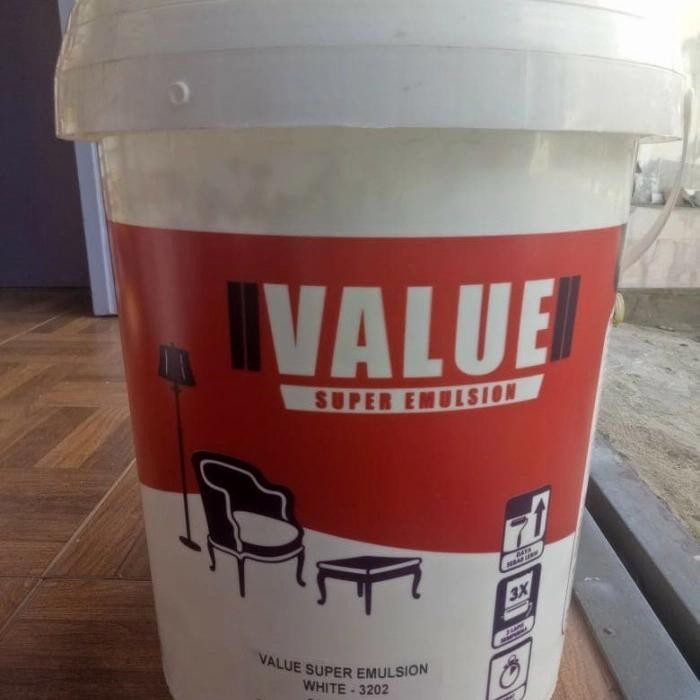 VALUE
SUPER EMULSION
DAYA
SEBAR LEBIH
3X
VALUE SUPER EMULSION
WHITE - 3202